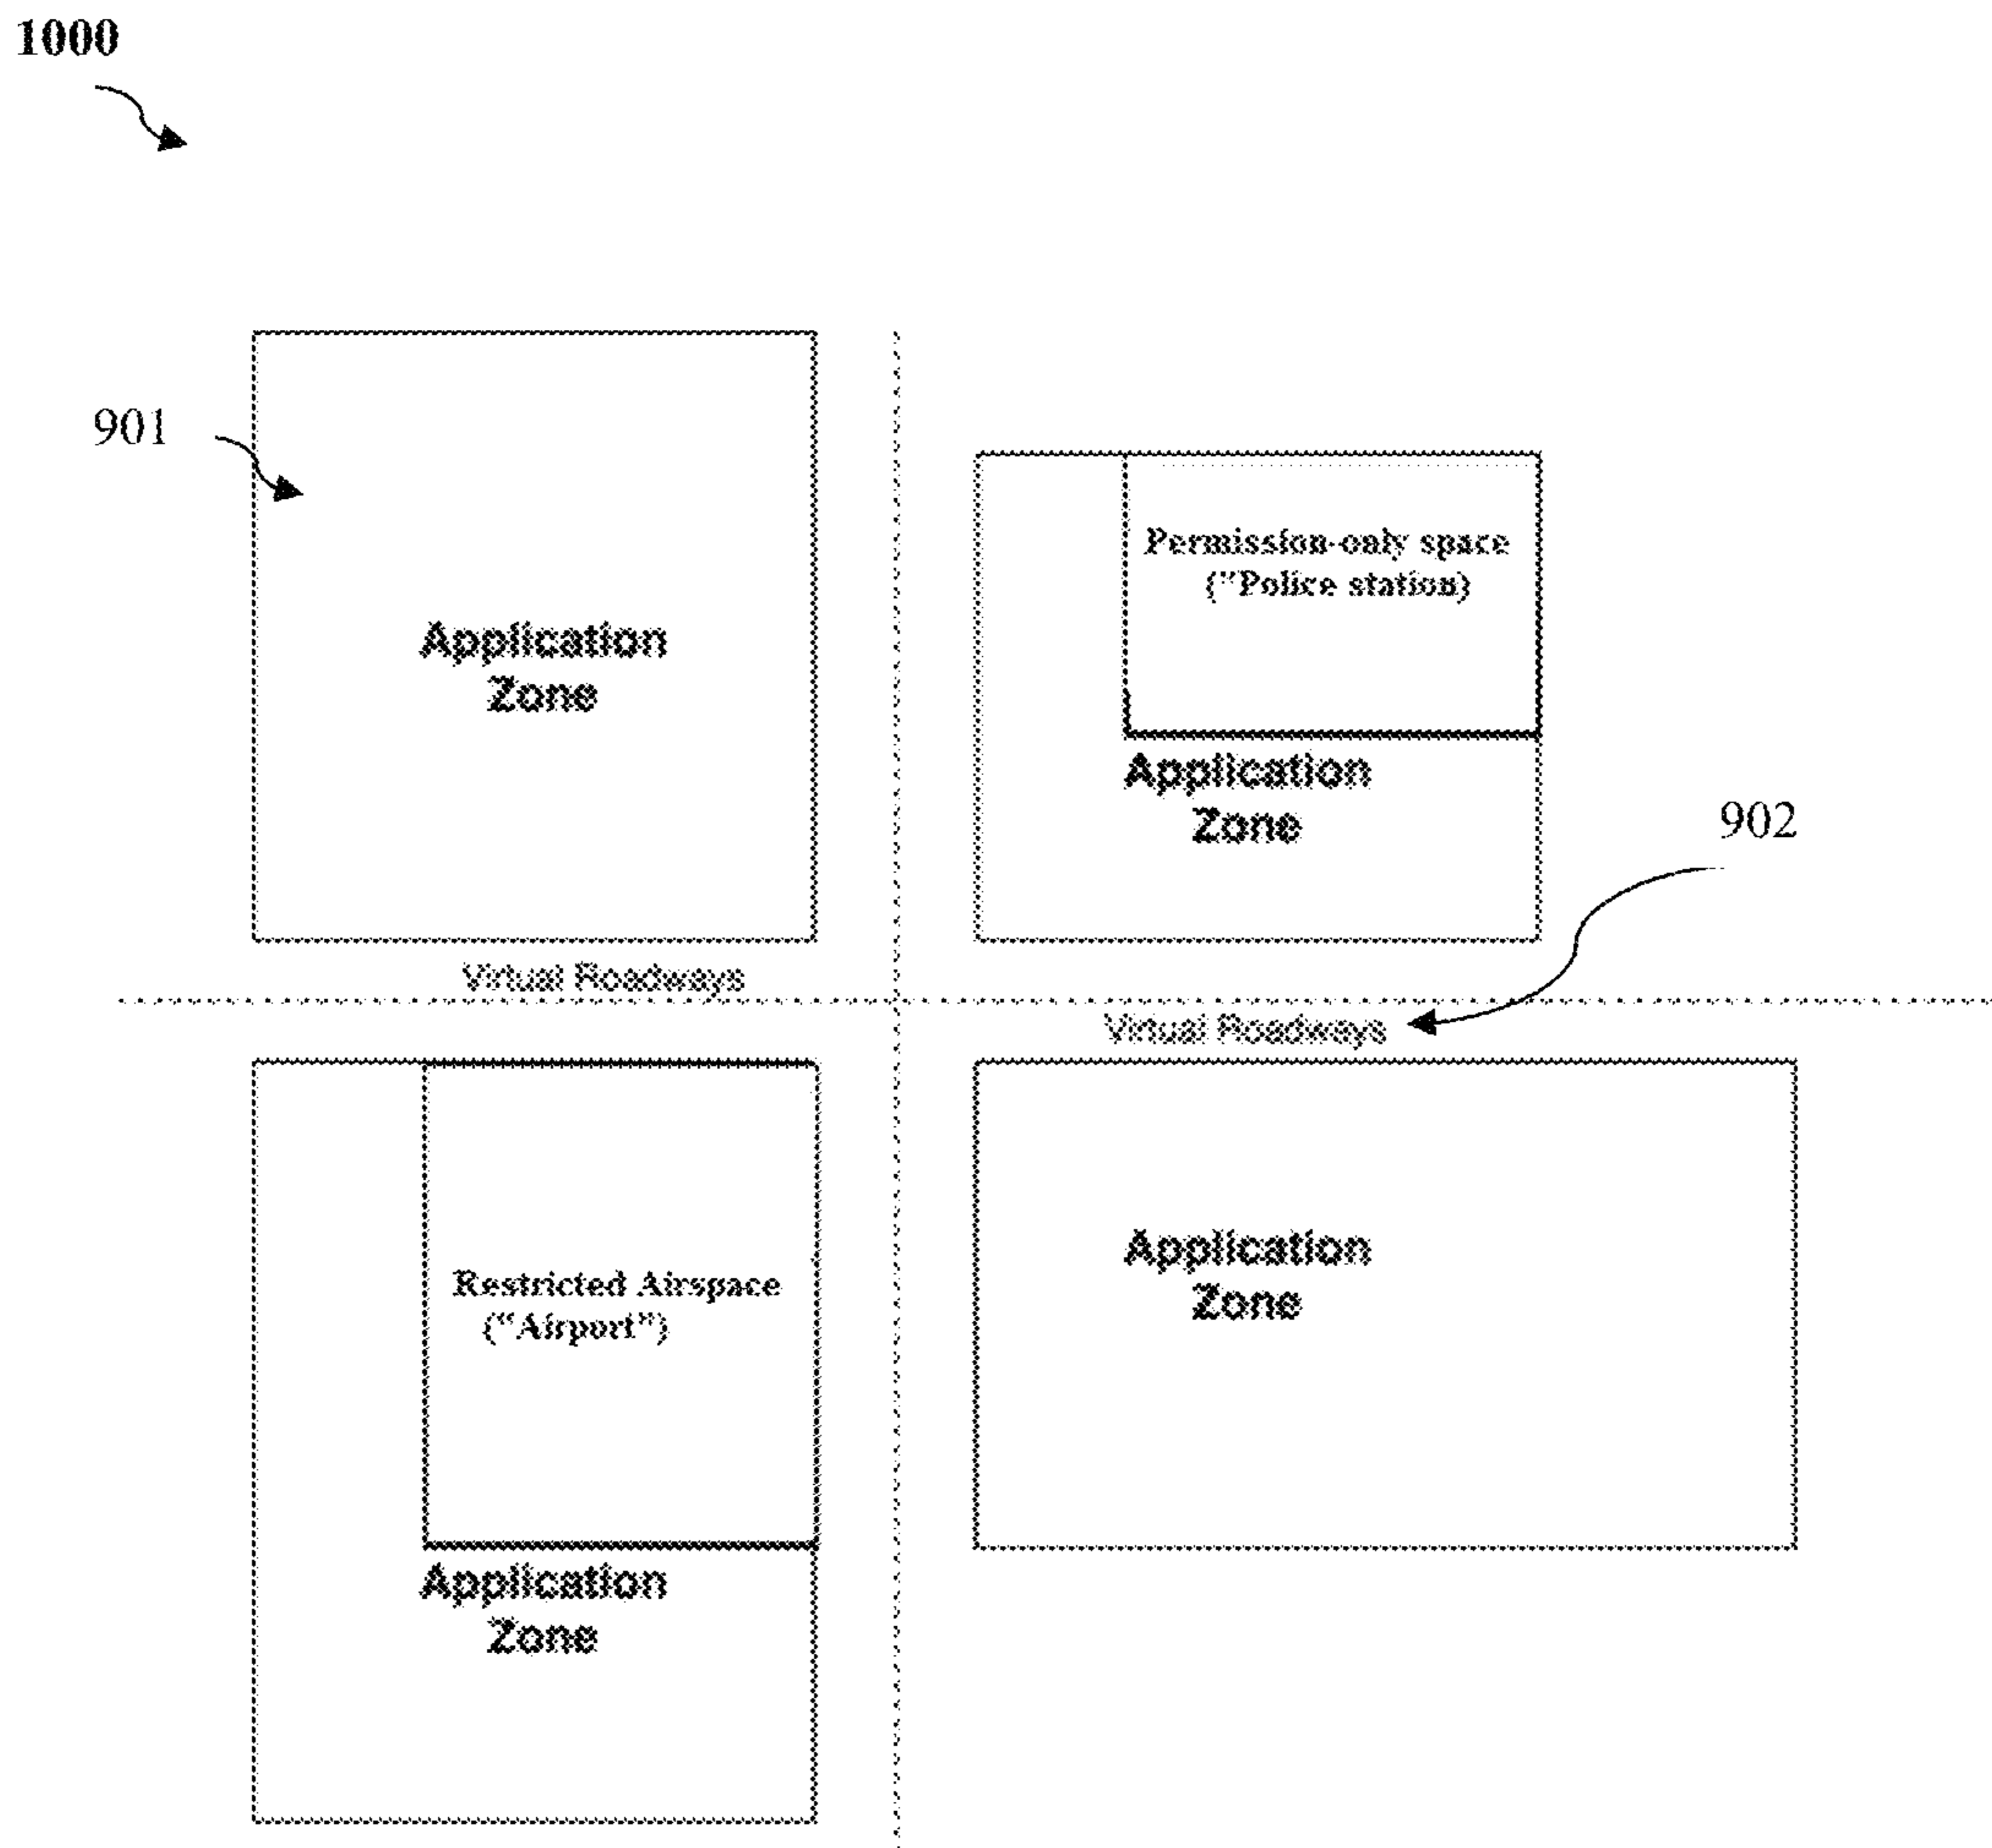 1000
901
Application
Zone
Permission-only space
("Police station)
Application
Zone
902
Virtual Roadways
Virtual Roadways
Restricted Airspace
(“Airport”)
Application
Zone
Application
Zone